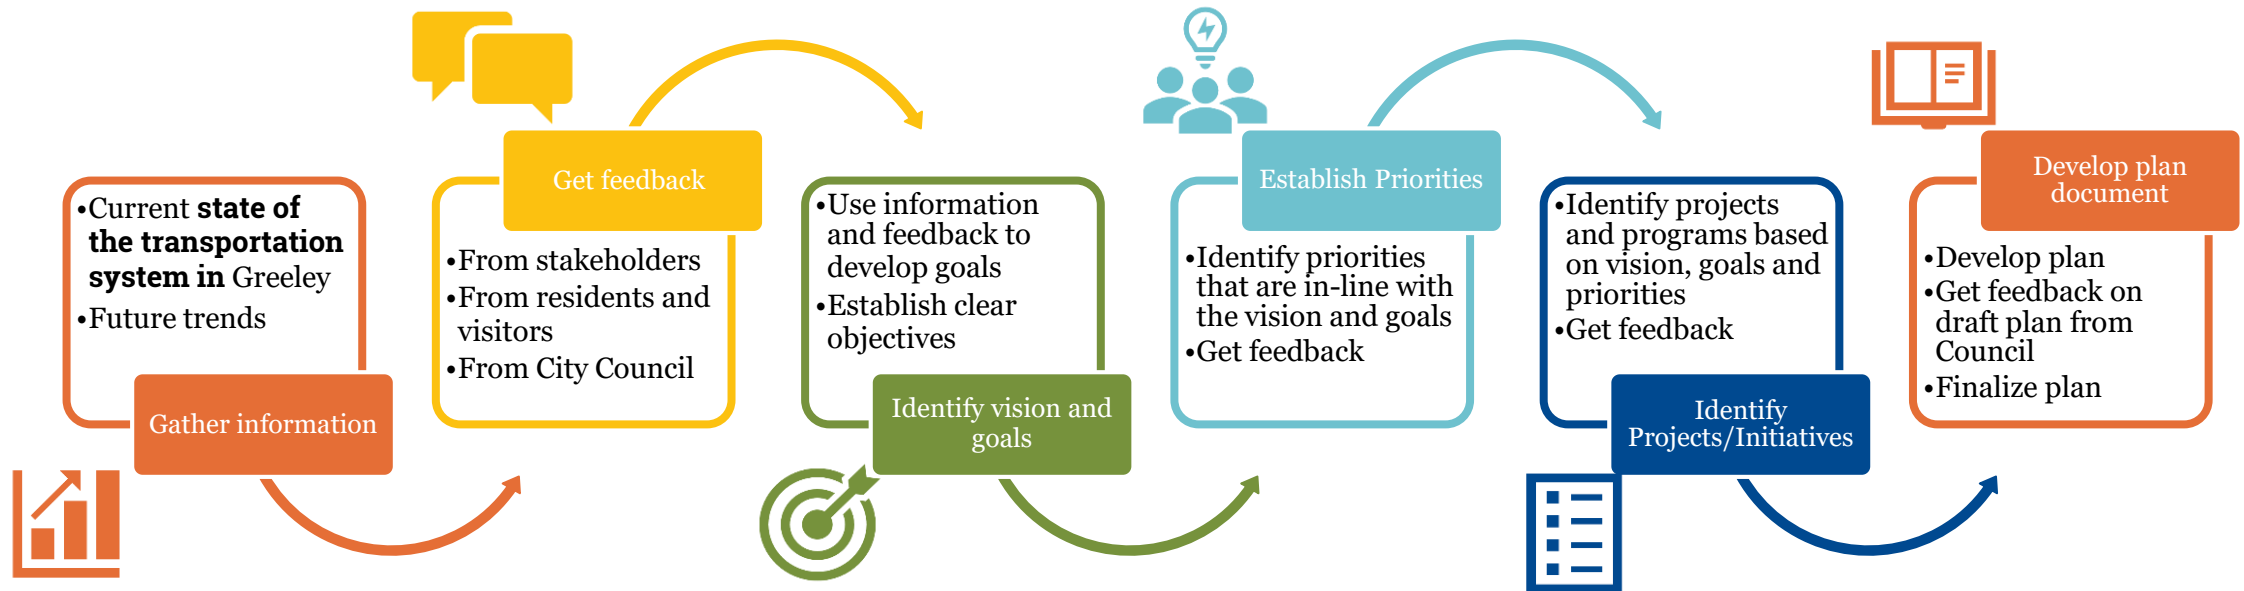 •Current state of
the transportation
system in Greeley
•Future trends
Gather information
Get feedback
•From stakeholders
•From residents and
visitors
•From City Council
•Use information
and feedback to
develop goals
•Establish clear
objectives
Identify vision and
goals
Establish Priorities
•Identify priorities
that are in-line with
the vision and goals
•Get feedback
•Identify projects
and programs based
on vision, goals and
priorities
•Get feedback
Identify
Projects/Initiatives
Develop plan
document
•Develop plan
•Get feedback on
draft plan from
Council
•Finalize plan